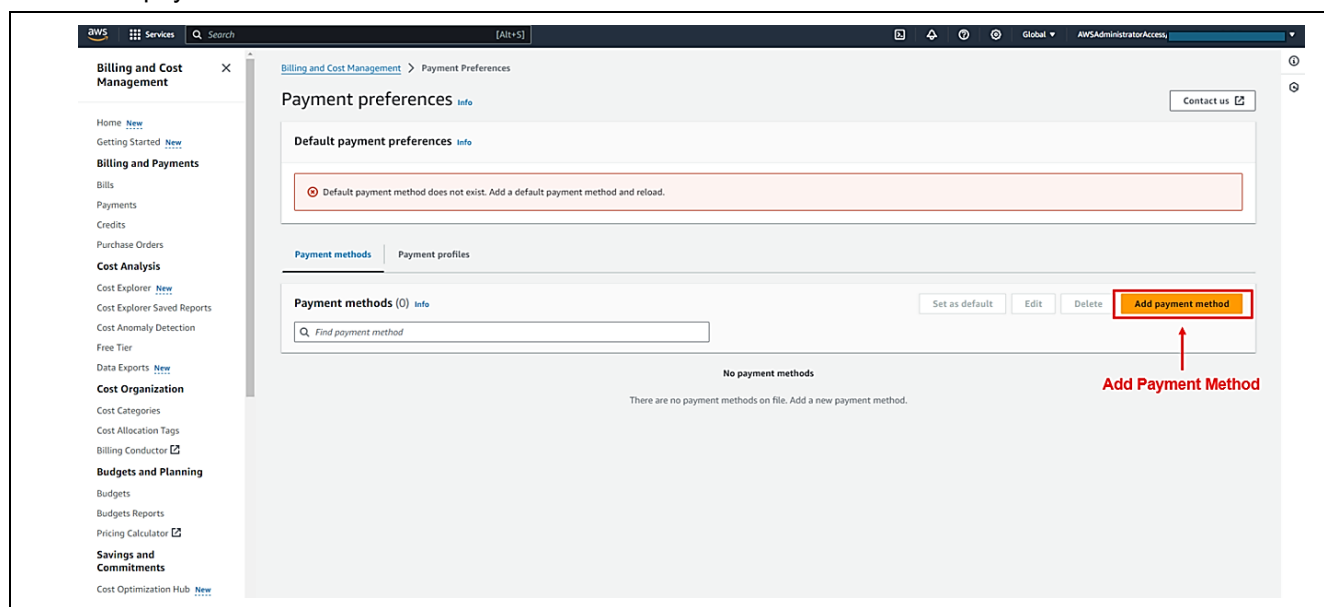 aws Services Search [Alt+S] Global AWSAdministratorAccess
Billing and Cost Management
Home New
Getting Started New
Billing and Payments
Bills
Payments
Credits
Purchase Orders
Cost Analysis
Cost Explorer New
Cost Explorer Saved Reports
Cost Anomaly Detection
Free Tier
Data Exports New
Cost Organization
Cost Categories
Cost Allocation Tags
Billing Conductor
Budgets and Planning
Budgets
Budgets Reports
Pricing Calculator
Savings and
Commitments
Cost Optimization Hub New
Billing and Cost Management > Payment Preferences
Payment preferences Info
Contact us
Default payment preferences Info
Default payment method does not exist. Add a default payment method and reload.
Payment methods Payment profiles
Payment methods (0) Info
Set as default Edit Delete Add payment method
Find payment method
No payment methods
There are no payment methods on file. Add a new payment method.
Add Payment Method